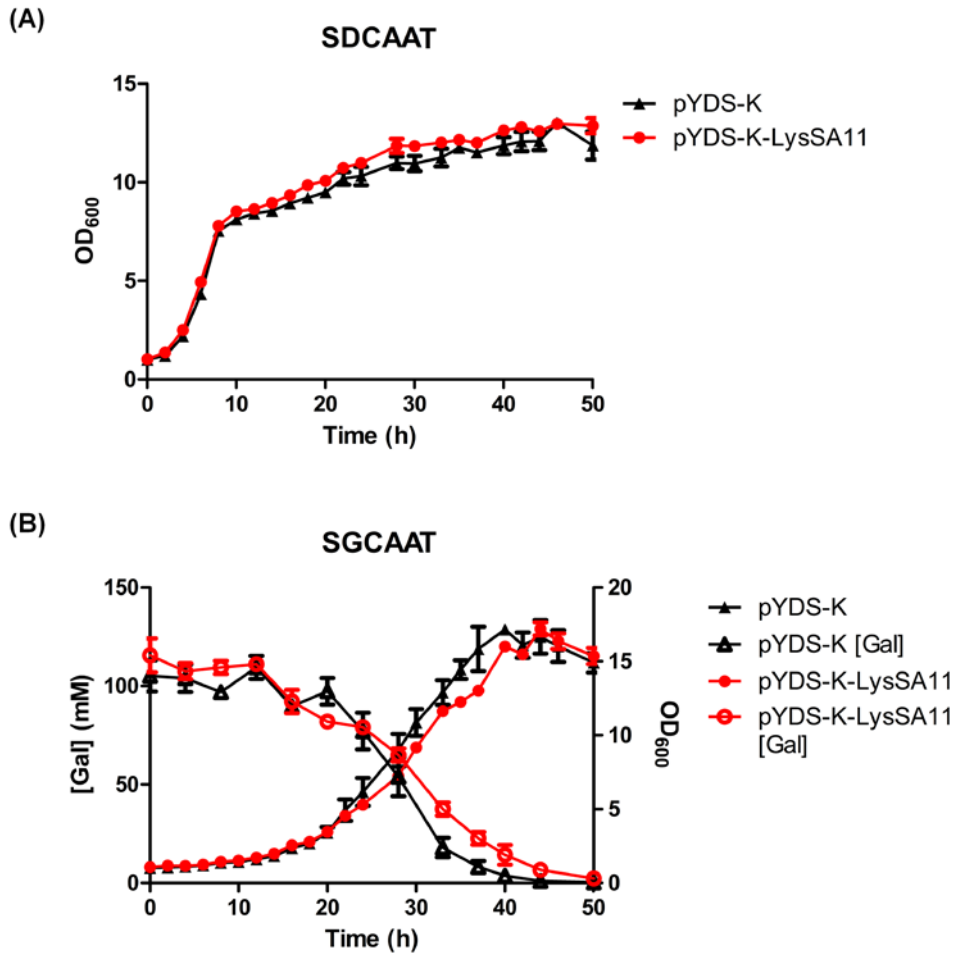 (A)
SDCAAT
15
10
5
0
OD600
0 10 20 30 40 50
Time (h)
pYDS-K
pYDS-K-LysSA11
(B)
SGCAAT
150
100
50
0
[Gal] (mM)
20
15
10
5
0
OD600
0 10 20 30 40 50
Time (h)
pYDS-K
pYDS-K [Gal]
pYDS-K-LysSA11
pYDS-K-LysSA11
[Gal]